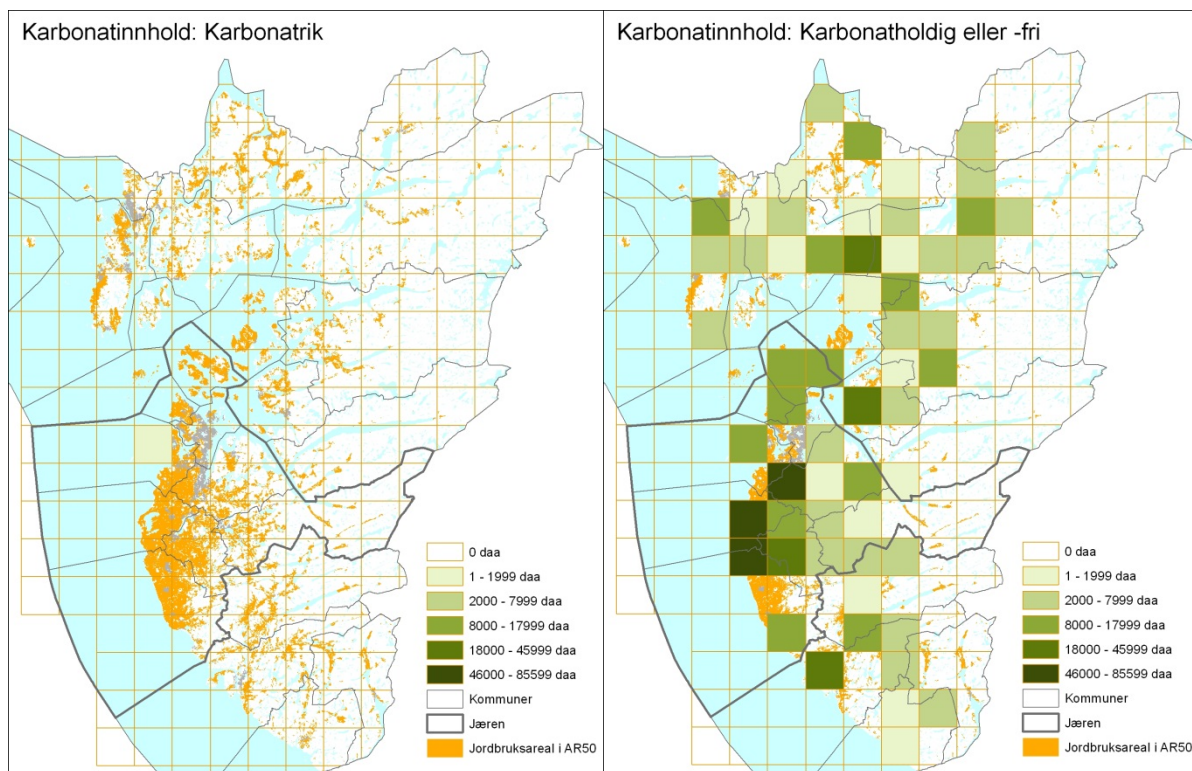 Karbonatinnhold: Karbonatrik
0 daa
1 - 1999 daa
2000 - 7999 daa
8000 - 17999 daa
18000 - 45999 daa
46000 - 85599 daa
Kommuner
Jæren
Jordbruksareal i AR50
Karbonatinnhold: Karbonatholdig eller -fri
0 daa
1 - 1999 daa
2000 - 7999 daa
8000 - 17999 daa
18000 - 45999 daa
46000 - 85599 daa
Kommuner
Jæren
Jordbruksareal i AR50